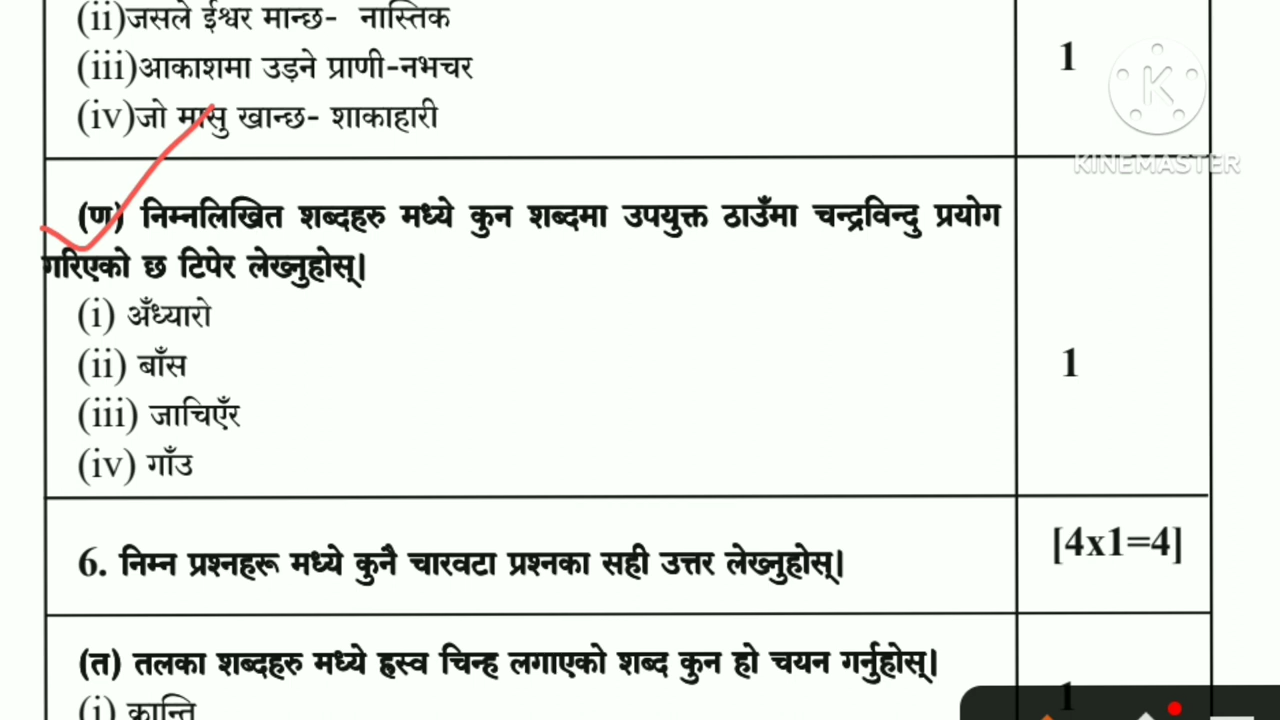 (ii)जसले ईश्वर मान्छ- नास्तिक
(iii)आकाशमा उड़ने प्राणी-नभचर
1
(iv)जो मासु खान्छ- शाकाहारी
K
KINEMASTER
(ण) निम्नलिखित शब्दहरु मध्ये कुन शब्दमा उपयुक्त ठाउँमा चन्द्रविन्दु प्रयोग
गरिएको छ टिपेर लेख्नुहोस्।
(i) अँध्यारो
(ii) बाँस
1
(iii) जाचिएँर
(iv) गाँउ
6. निम्न प्रश्नहरू मध्ये कुनै चारवटा प्रश्नका सही उत्तर लेख्नुहोस्।
[4x1=4]
(त) तलका शब्दहरु मध्ये ह्रस्व चिन्ह लगाएको शब्द कुन हो चयन गर्नुहोस्।
1
(i) कान्ति